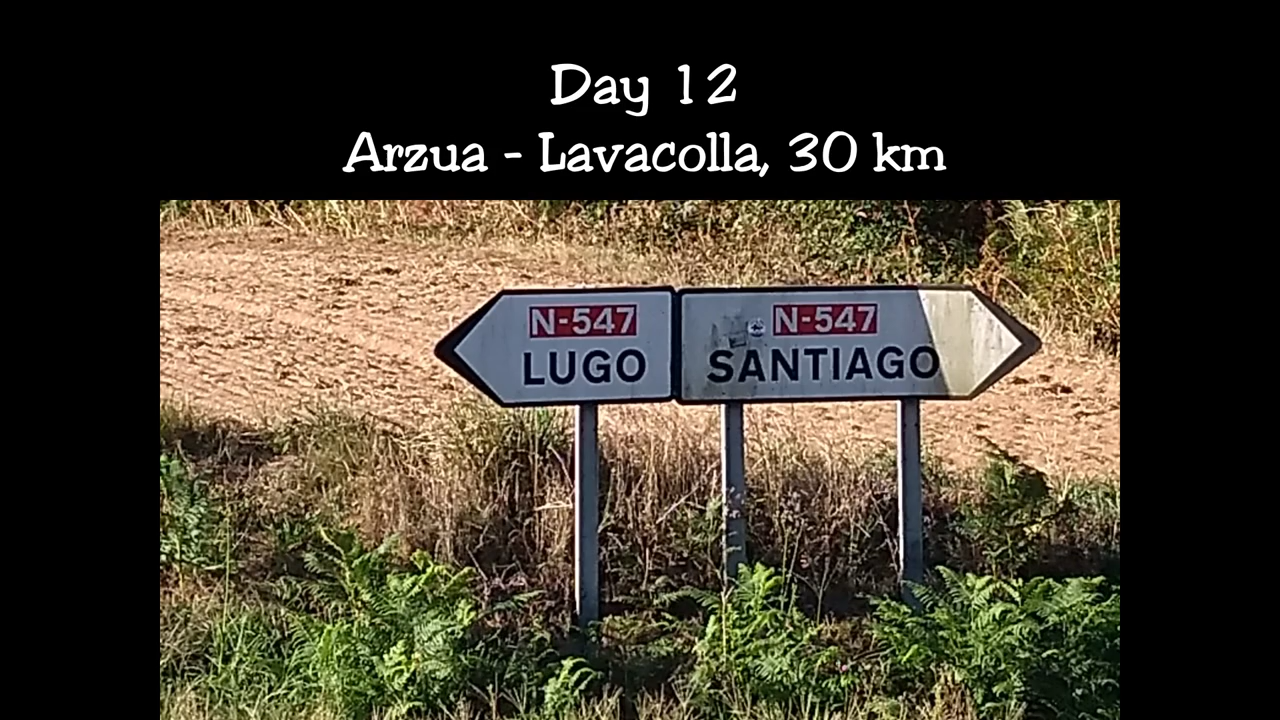 Day 12
Arzua - Lavacolla, 30 km
N-547
LUGO
N-547
SANTIAGO